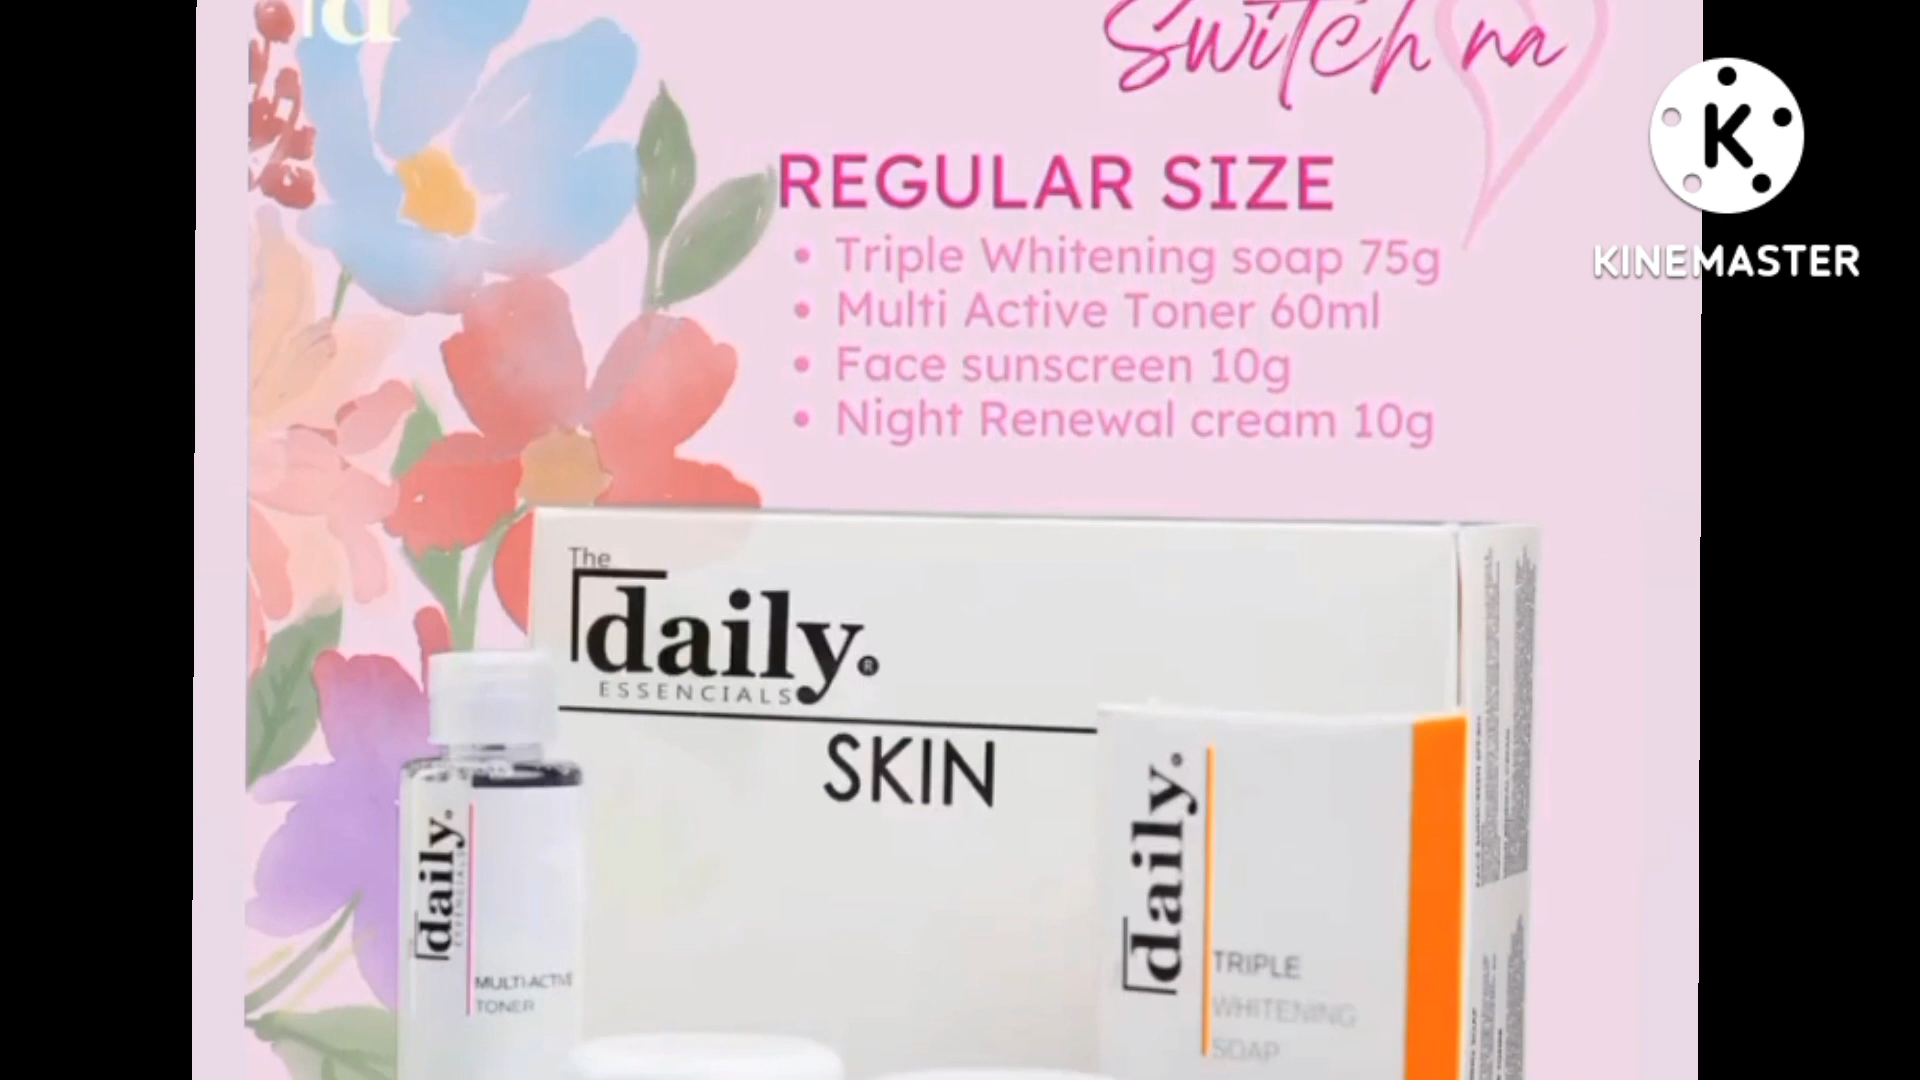 d
Switch na
REGULAR SIZE
• Triple Whitening soap 75g
• Multi Active Toner 60ml
• Face sunscreen 10g
• Night Renewal cream 10g
KINEMASTER
The
daily.®
ESSENCIALS
SKIN
daily.
ESSENCIALS
MULTI-ACTIVE
TONER
daily.
TRIPLE
WHITENING
SOAP